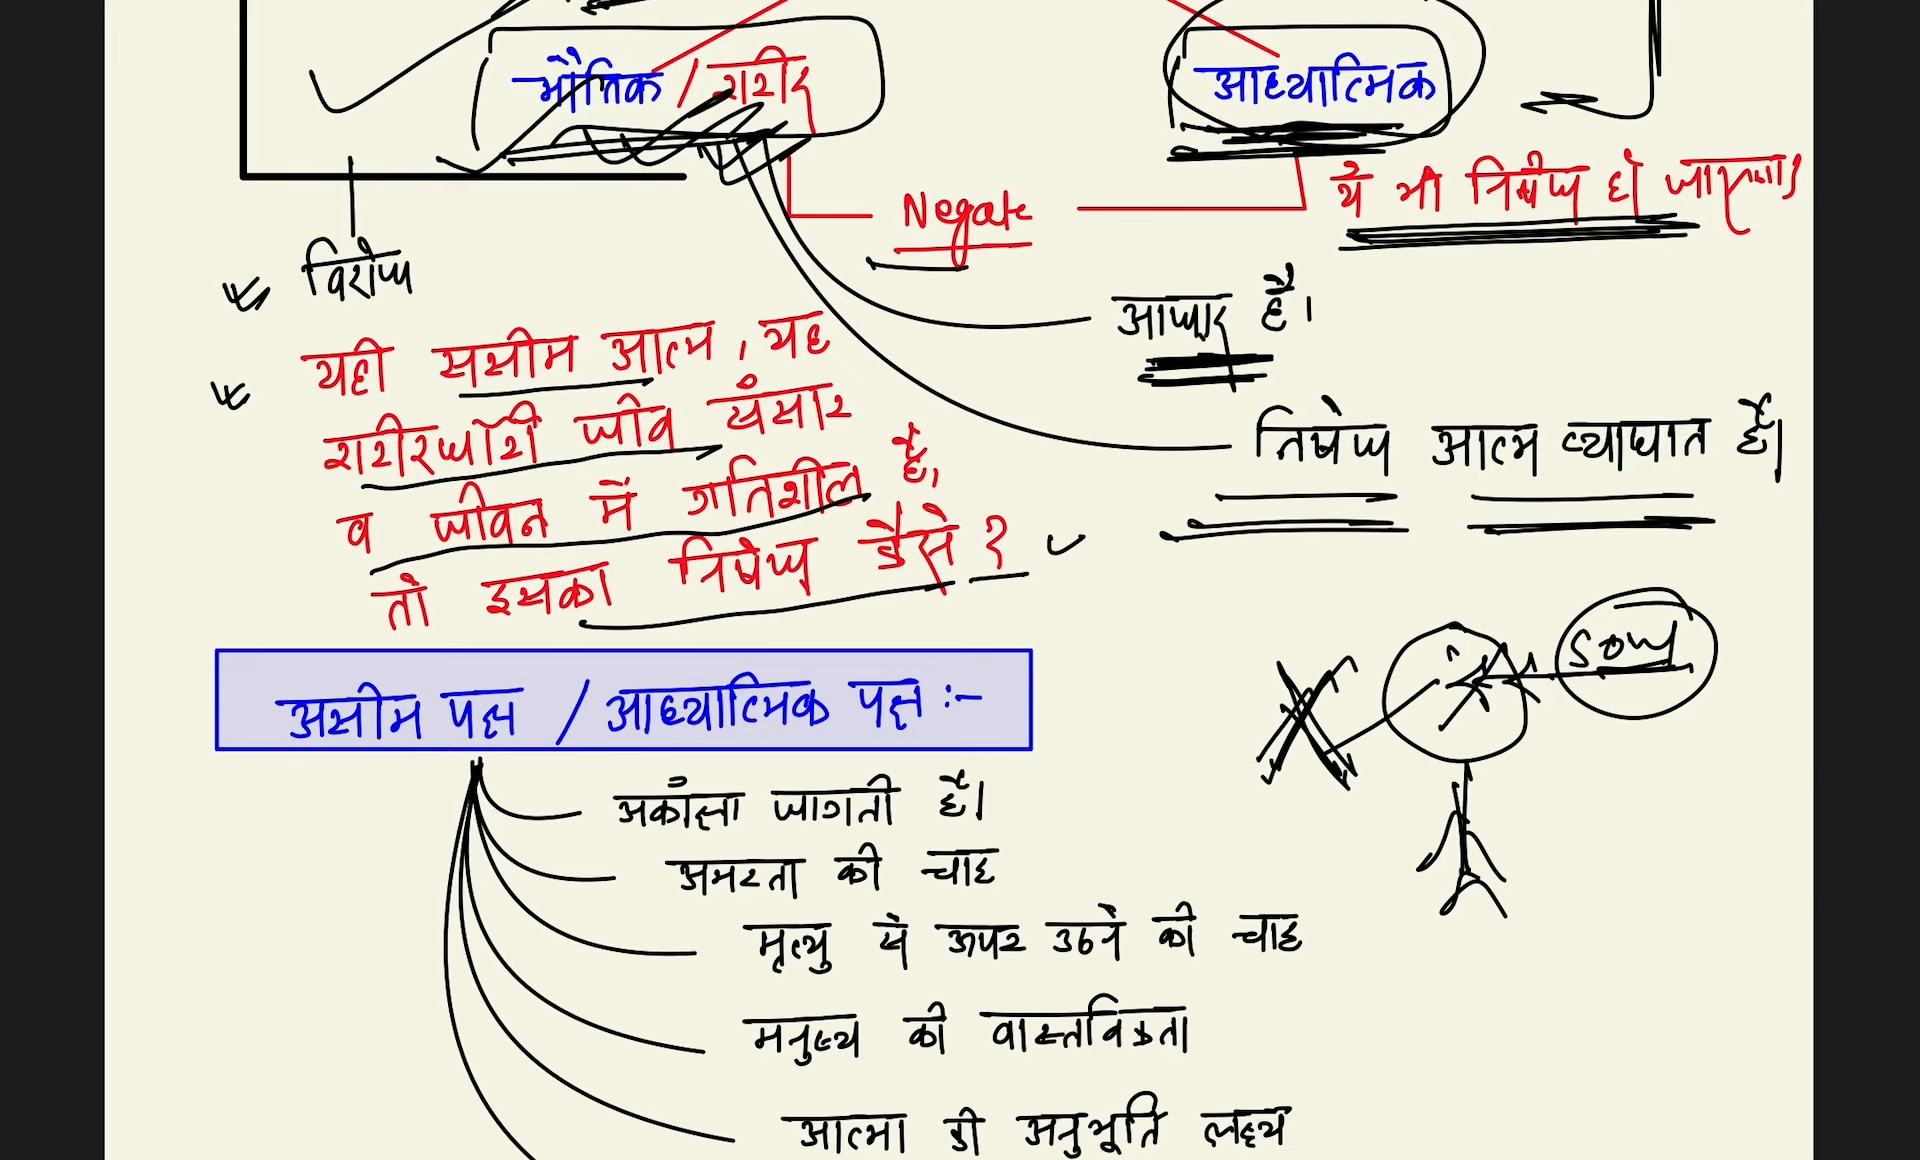 भौतिक / शरीर
आध्यात्मिक
Negate
ये भी निषेध हो जाएगा।
विरोध
आधार है।
यही ससीम आत्म, यह
शरीरधारी जीव संसार
व जीवन में गतिशील है,
तो इसका निषेध कैसे?
निषेध आत्म व्याघात है।
Soul
असीम पक्ष / आध्यात्मिक पक्ष :-
अकांक्षा जागती है।
अमरता की चाह
मृत्यु से ऊपर उठने की चाह
मनुष्य की वास्तविकता
आत्मा की अनुभूति लक्ष्य